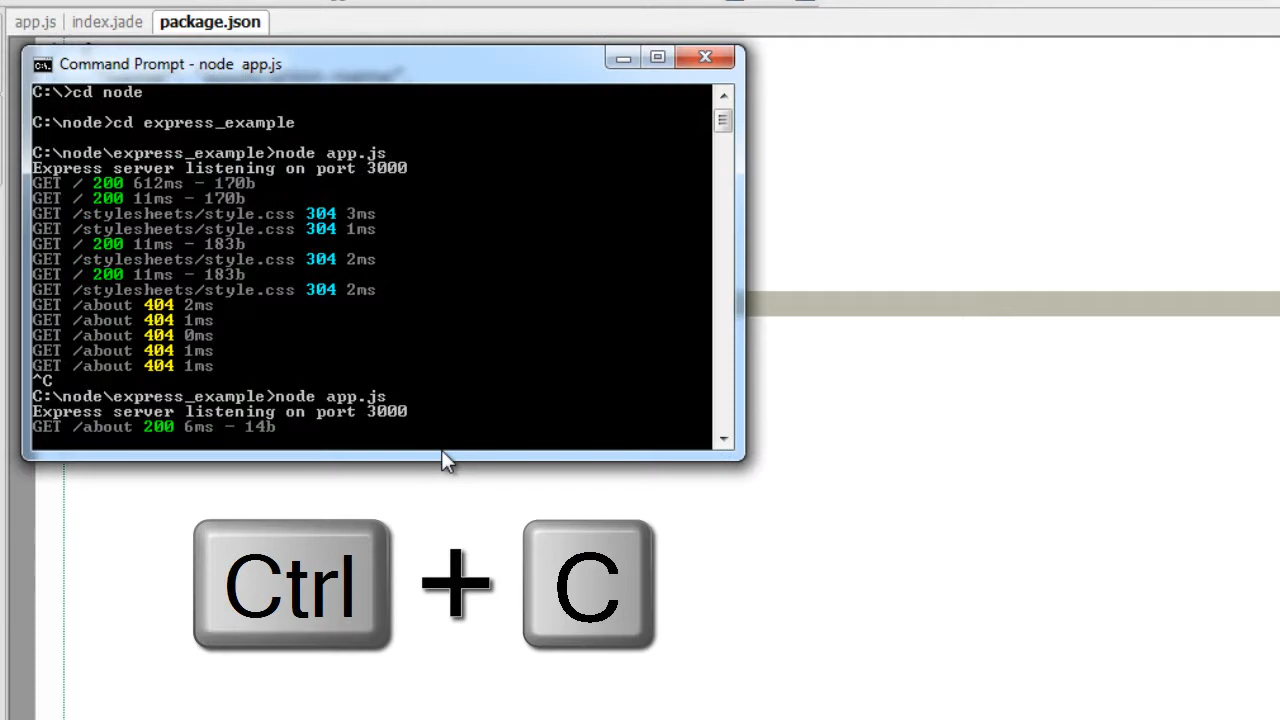 app.js
index.jade
package.json
Command Prompt - node app.js
C:\>cd node
C:\node>cd express_example
C:\node\express_example>node app.js
Express server listening on port 3000
GET / 200 612ms - 170b
GET / 200 11ms - 170b
GET /stylesheets/style.css 304 3ms
GET /stylesheets/style.css 304 1ms
GET / 200 11ms - 183b
GET /stylesheets/style.css 304 2ms
GET / 200 11ms - 183b
GET /stylesheets/style.css 304 2ms
GET /about 404 2ms
GET /about 404 1ms
GET /about 404 0ms
GET /about 404 1ms
GET /about 404 1ms
^C
C:\node\express_example>node app.js
Express server listening on port 3000
GET /about 200 6ms - 14b
Ctrl + C